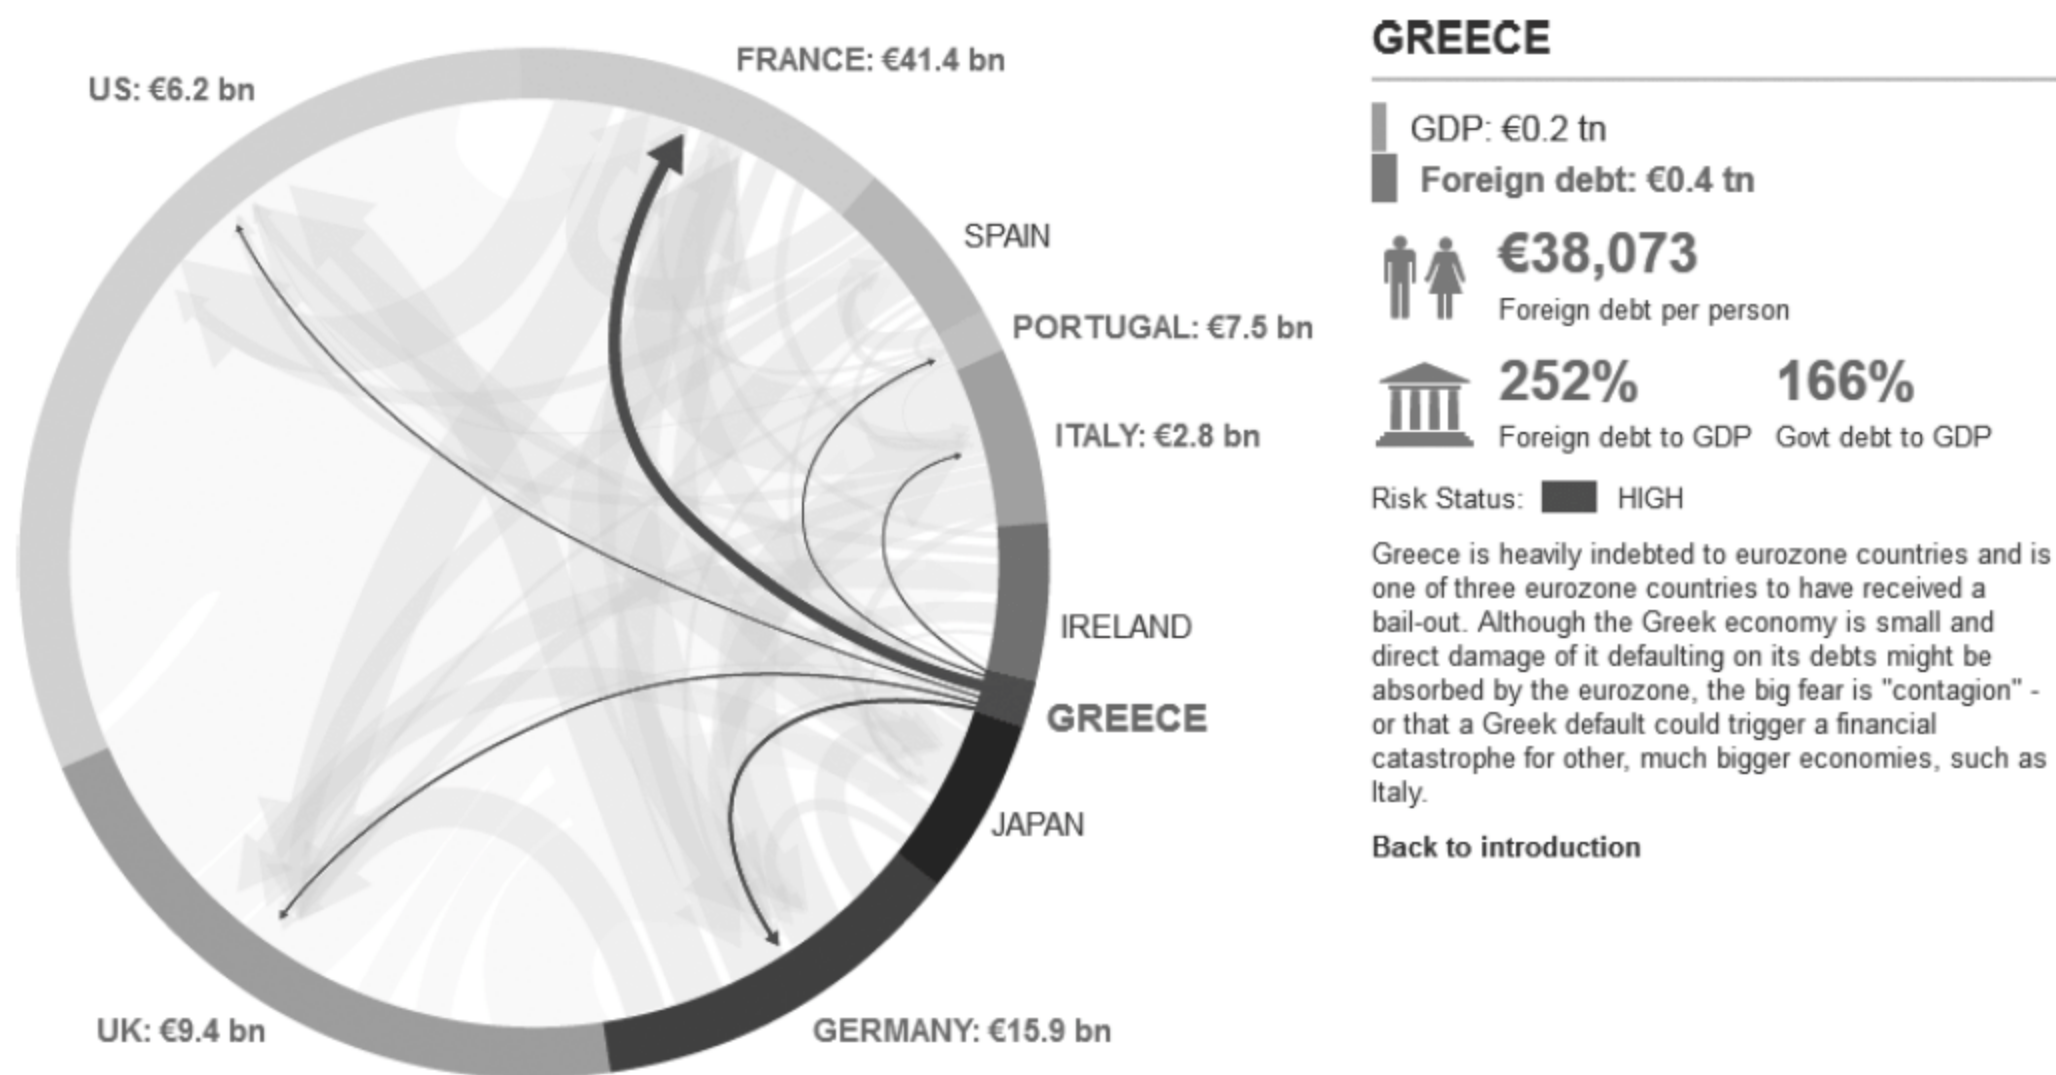 US: €6.2 bn
FRANCE: €41.4 bn
SPAIN
PORTUGAL: €7.5 bn
ITALY: €2.8 bn
IRELAND
GREECE
JAPAN
GERMANY: €15.9 bn
UK: €9.4 bn
GREECE
GDP: €0.2 tn
Foreign debt: €0.4 tn
€38,073
Foreign debt per person
252% 166%
Foreign debt to GDP Govt debt to GDP
Risk Status: HIGH
Greece is heavily indebted to eurozone countries and is
one of three eurozone countries to have received a
bail-out. Although the Greek economy is small and
direct damage of it defaulting on its debts might be
absorbed by the eurozone, the big fear is "contagion" -
or that a Greek default could trigger a financial
catastrophe for other, much bigger economies, such as
Italy.
Back to introduction